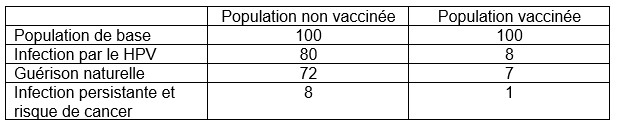 Population non vaccinée Population vaccinée
Population de base 100 100
Infection par le HPV 80 8
Guérison naturelle 72 7
Infection persistante et
risque de cancer 8 1